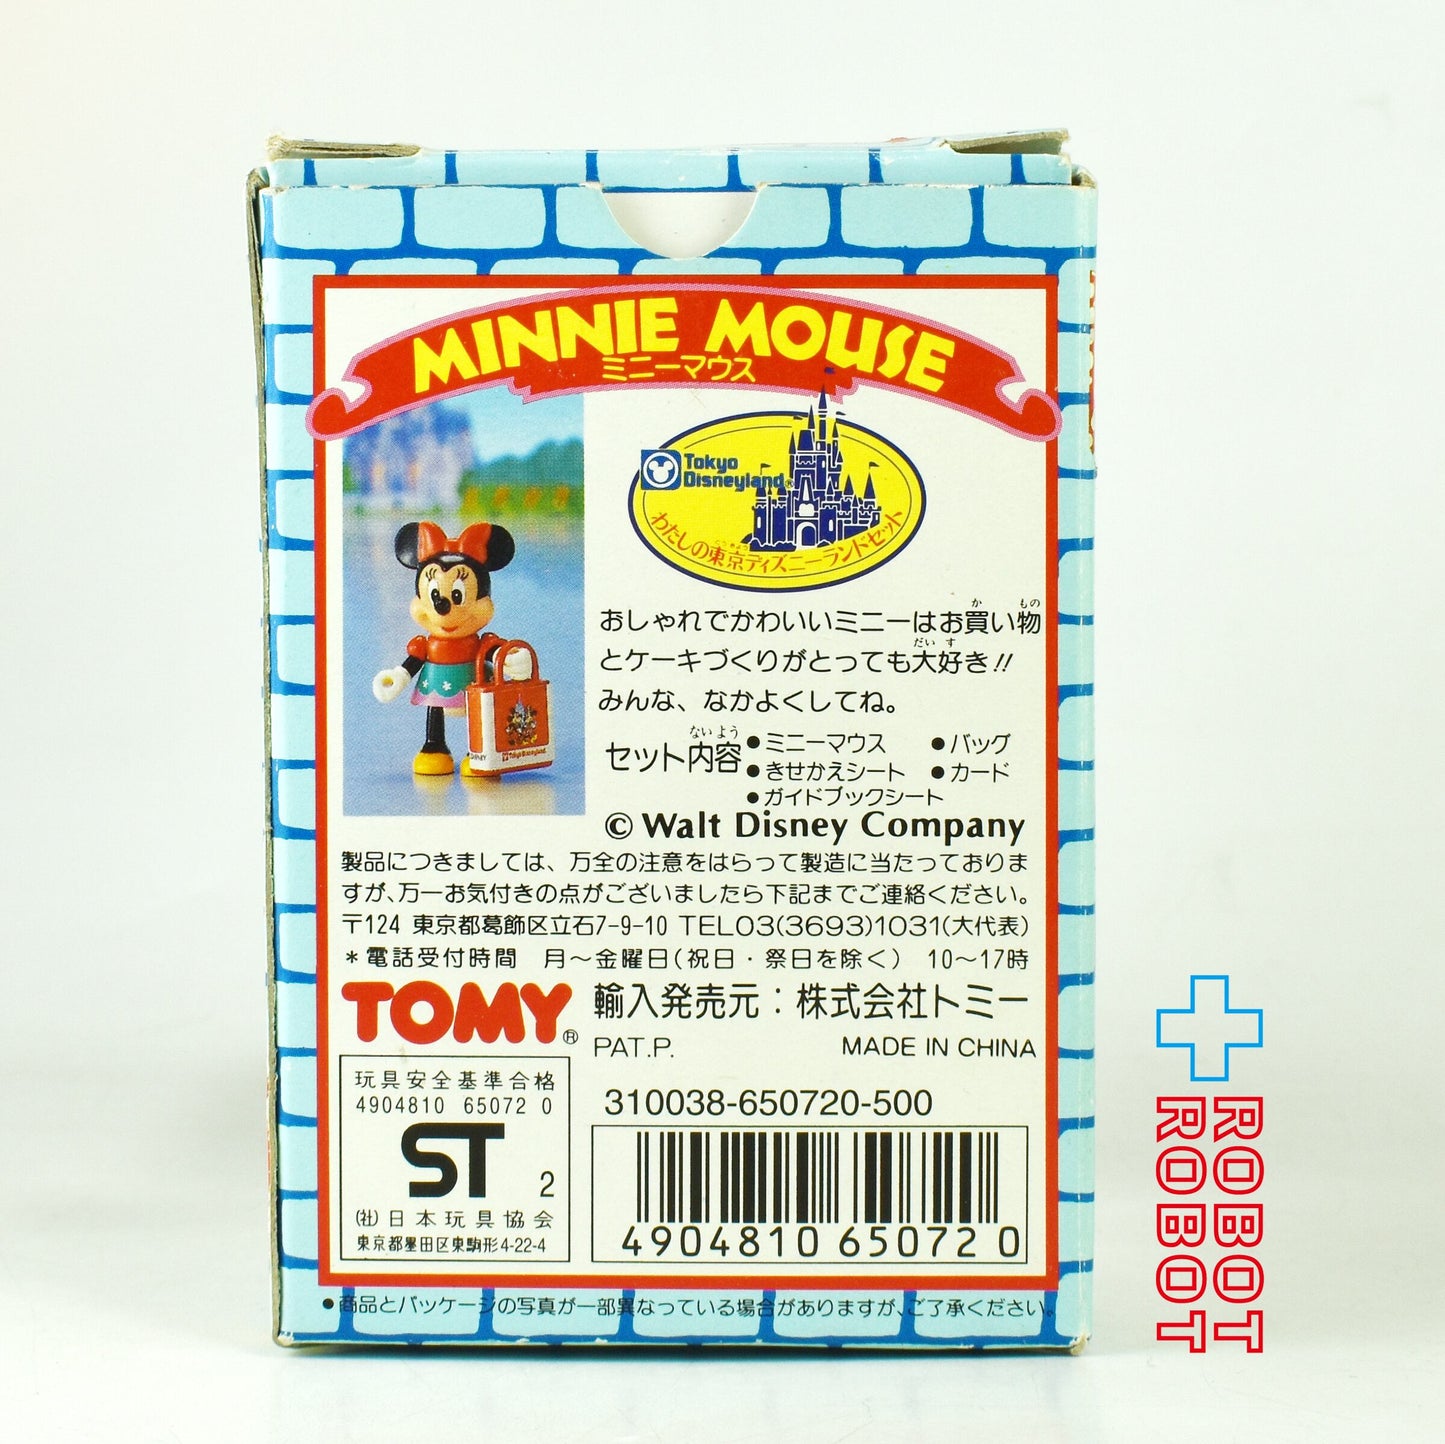 MINNIE MOUSE
ミニーマウス
Tokyo
Disneyland®
わたしの東京ディズニーランドセット
おしゃれでかわいいミニーはお買い物
とケーキづくりがとっても大好き!!
みんな、なかよくしてね。
セット内容 ●ミニーマウス ●バッグ
●きせかえシート ●カード
●ガイドブックシート
© Walt Disney Company
製品につきましては、万全の注意をはらって製造に当たっておりま
すが、万一お気付きの点がございましたら下記までご連絡ください。
〒124 東京都葛飾区立石7-9-10 TEL03(3693)1031(大代表)
*電話受付時間 月〜金曜日(祝日・祭日を除く) 10〜17時
TOMY® 輸入発売元:株式会社トミー
PAT.P. MADE IN CHINA
玩具安全基準合格
4904810 65072 0
ST 2
(社)日本玩具協会
東京都墨田区東駒形4-22-4
310038-650720-500
4904810 650720
●商品とパッケージの写真が一部異なっている場合がありますが、ご了承ください。
ROBOT
ROBOT